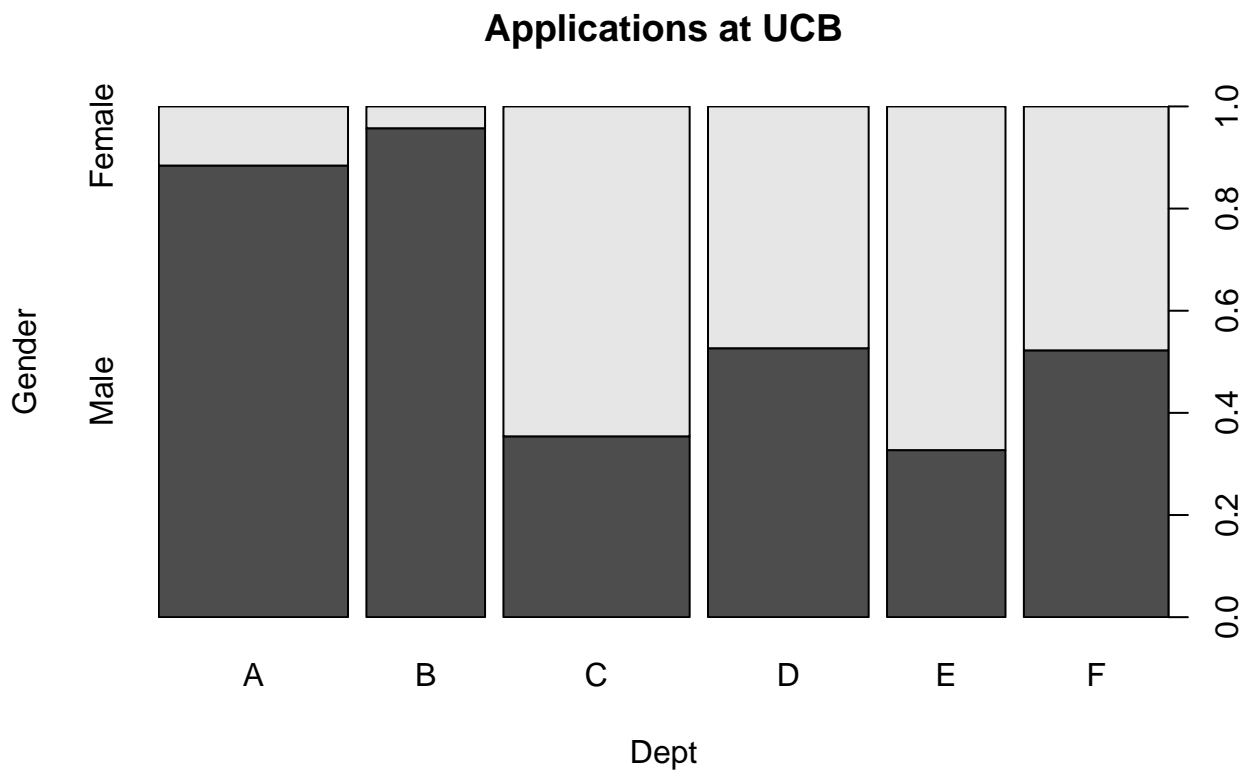 Applications at UCB
Gender
Female
Male
1.0
0.8
0.6
0.4
0.2
0.0
A B C D E F
Dept